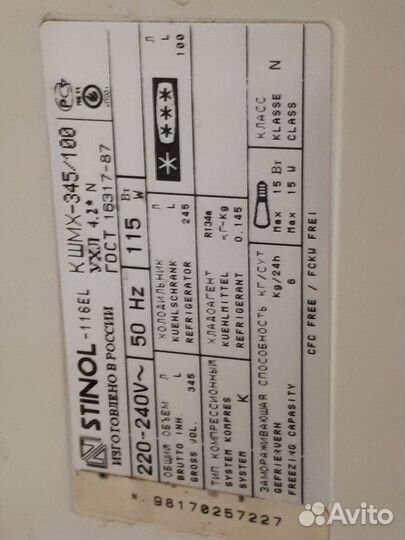 STINOL -116EL КШМХ-345/100
ИЗГОТОВЛЕНО В РОССИИ УХЛ 4.2* N
ГОСТ 16317-87
220-240V~ 50 Hz 115 Вт W
ОБЩИЙ ОБЪЕМ Л
BRUTTO INH. L
GROSS VOL. 345
ХОЛОДИЛЬНИК Л
KUEHLSCHRANK L
REFRIGERATOR 245
Л
L
100
ТИП КОМПРЕССИОННЫЙ
SYSTEM KOMPRES
SYSTEM K
ХЛАДОАГЕНТ R134a
KUEHLMITTEL КГ-Kg
REFRIGERANT 0.145
ЗАМОРАЖИВАЮЩАЯ СПОСОБНОСТЬ КГ/СУТ
GEFRIERVERH Kg/24h
FREEZING CAPACITY 6
Max 15 Вт
Max 15 W
КЛАСС
KLASSE N
CLASS
CFC FREE / FCKW FREI
N. 98170257227
Avito